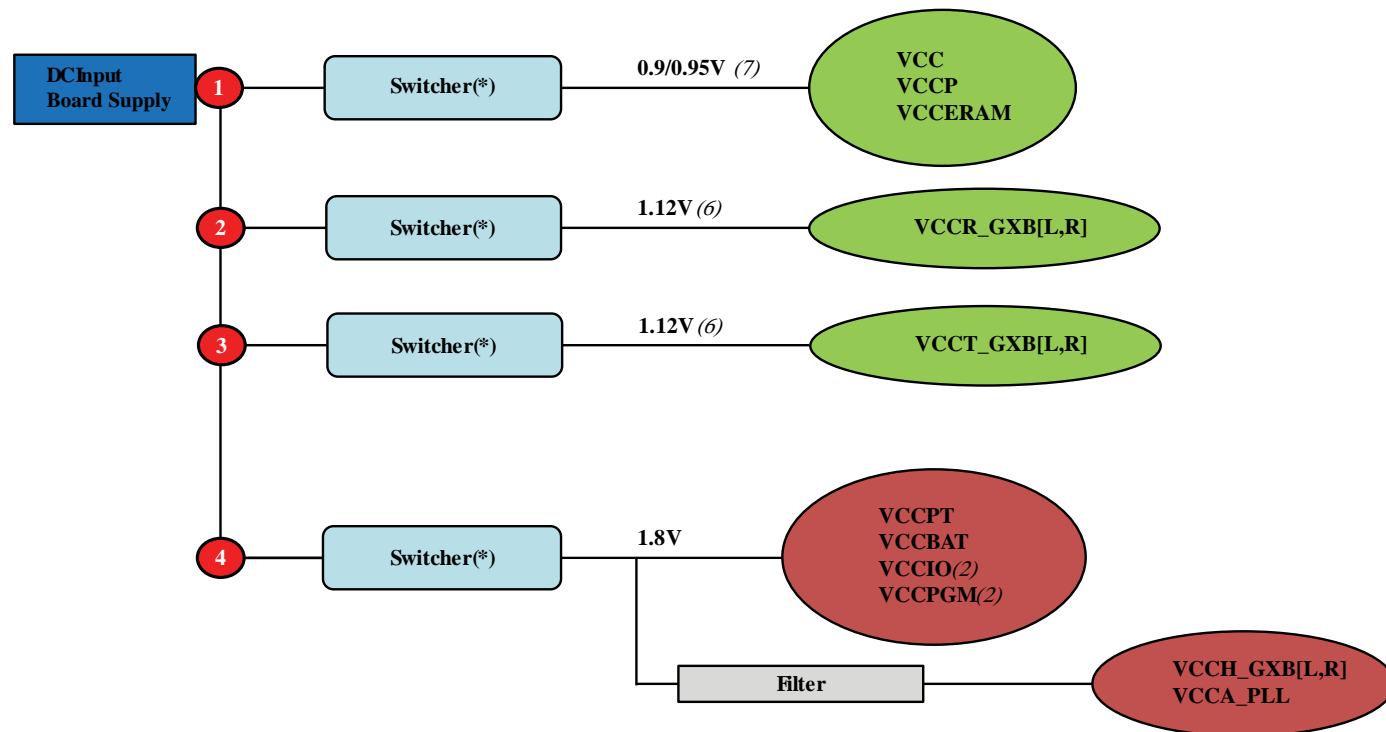 DCInput
Board Supply
1
Switcher(*)
0.9/0.95V (7)
VCC
VCCP
VCCERAM
2
Switcher(*)
1.12V (6)
VCCR_GXB[L,R]
3
Switcher(*)
1.12V (6)
VCCT_GXB[L,R]
4
Switcher(*)
1.8V
VCCPT
VCCBAT
VCCIO(2)
VCCPGM(2)
Filter
VCCH_GXB[L,R]
VCCA_PLL